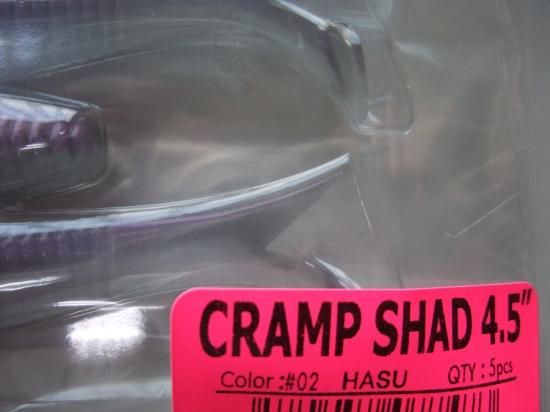 CRAMP SHAD 4.5"
Color :#02 HASU QTY : 5pcs